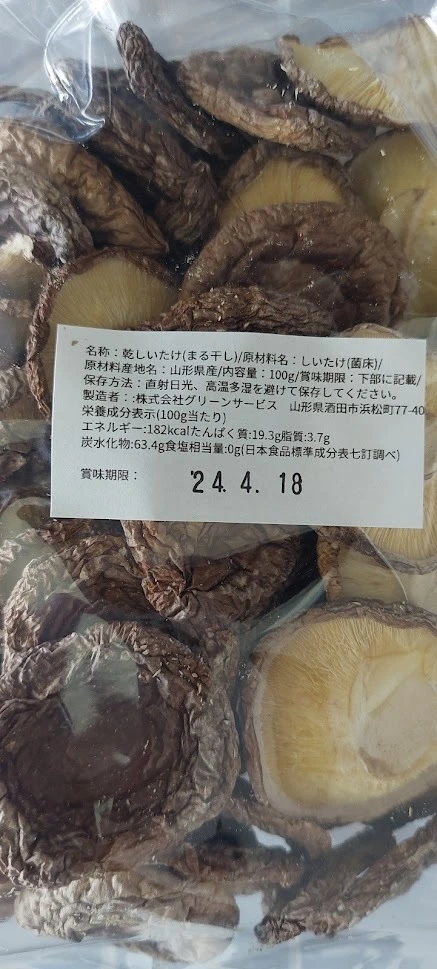 名称：乾しいたけ(まる干し)/原材料名：しいたけ(菌床)/
原材料産地名：山形県産/内容量：100g/賞味期限：下部に記載/
保存方法：直射日光、高温多湿を避けて保存してください。
製造者：:株式会社グリーンサービス　山形県酒田市浜松町77-40
栄養成分表示(100g当たり)
エネルギー:182kcalたんぱく質:19.3g脂質:3.7g
炭水化物:63.4g食塩相当量:0g(日本食品標準成分表七訂調べ)
賞味期限： '24. 4. 18